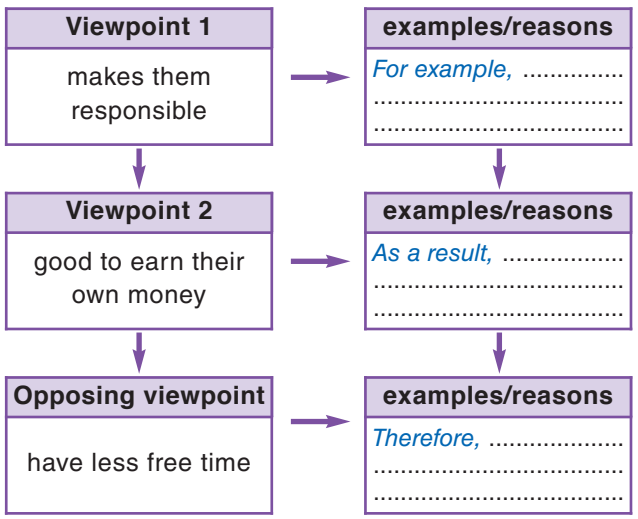 Viewpoint 1
makes them
responsible
examples/reasons
For example, ...............
.....................................
.....................................
Viewpoint 2
good to earn their
own money
examples/reasons
As a result, ..................
.....................................
.....................................
Opposing viewpoint
have less free time
examples/reasons
Therefore, ....................
.....................................
.....................................